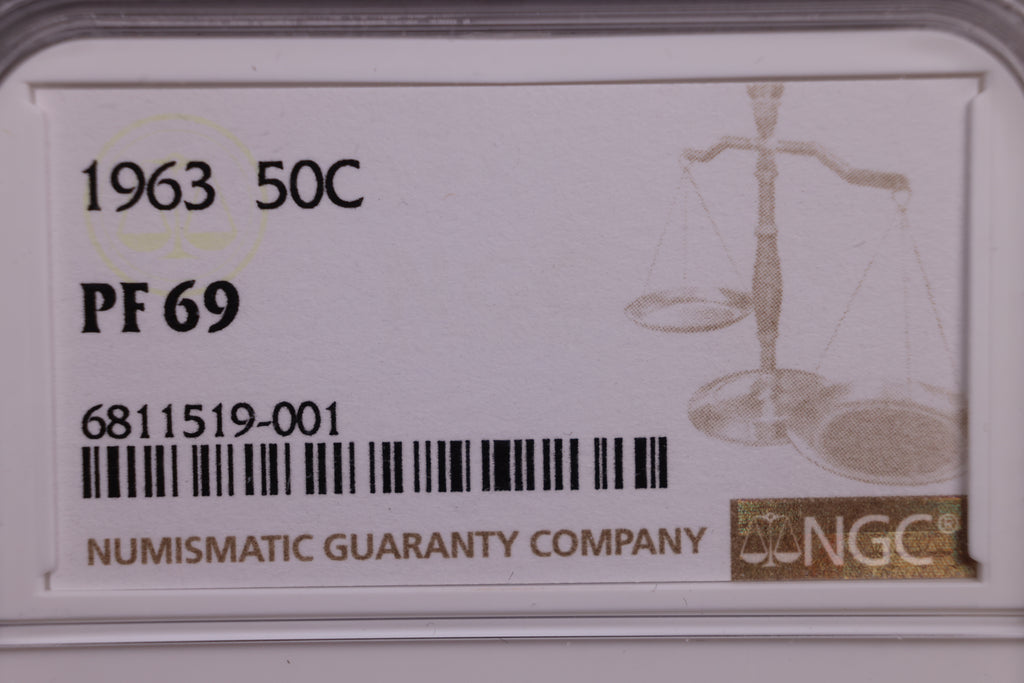 1963 50C
PF 69
6811519-001
NUMISMATIC GUARANTY COMPANY
NGC®